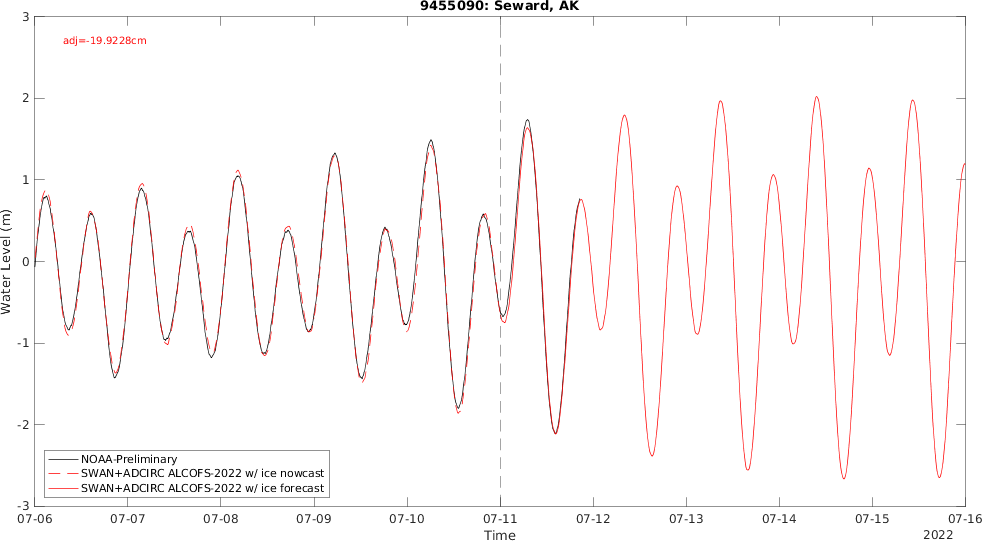 9455090: Seward, AK
adj=-19.9228cm
Water Level (m)
3
2
1
0
-1
-2
-3
NOAA-Preliminary
SWAN+ADCIRC ALCOFS-2022 w/ ice nowcast
SWAN+ADCIRC ALCOFS-2022 w/ ice forecast
07-06 07-07 07-08 07-09 07-10 07-11 07-12 07-13 07-14 07-15 07-16
Time
2022